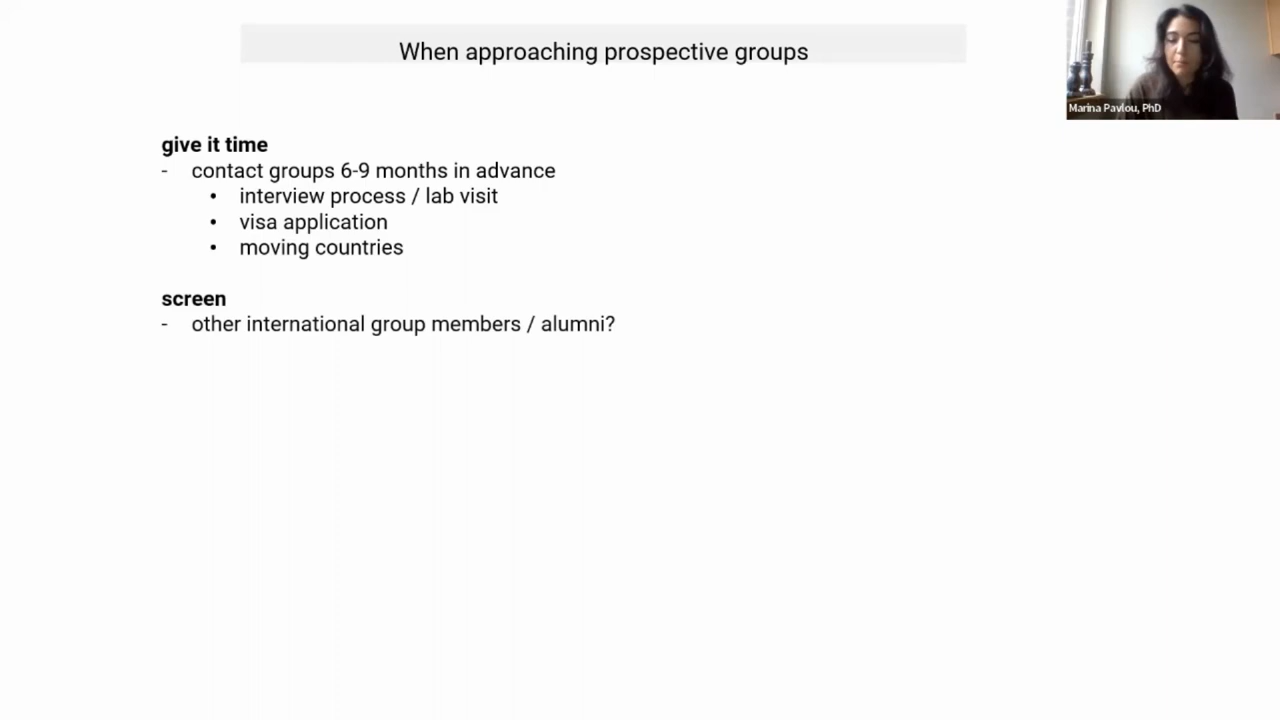 When approaching prospective groups
Marina Pavlou, PhD
give it time
- contact groups 6-9 months in advance
• interview process / lab visit
• visa application
• moving countries
screen
- other international group members / alumni?